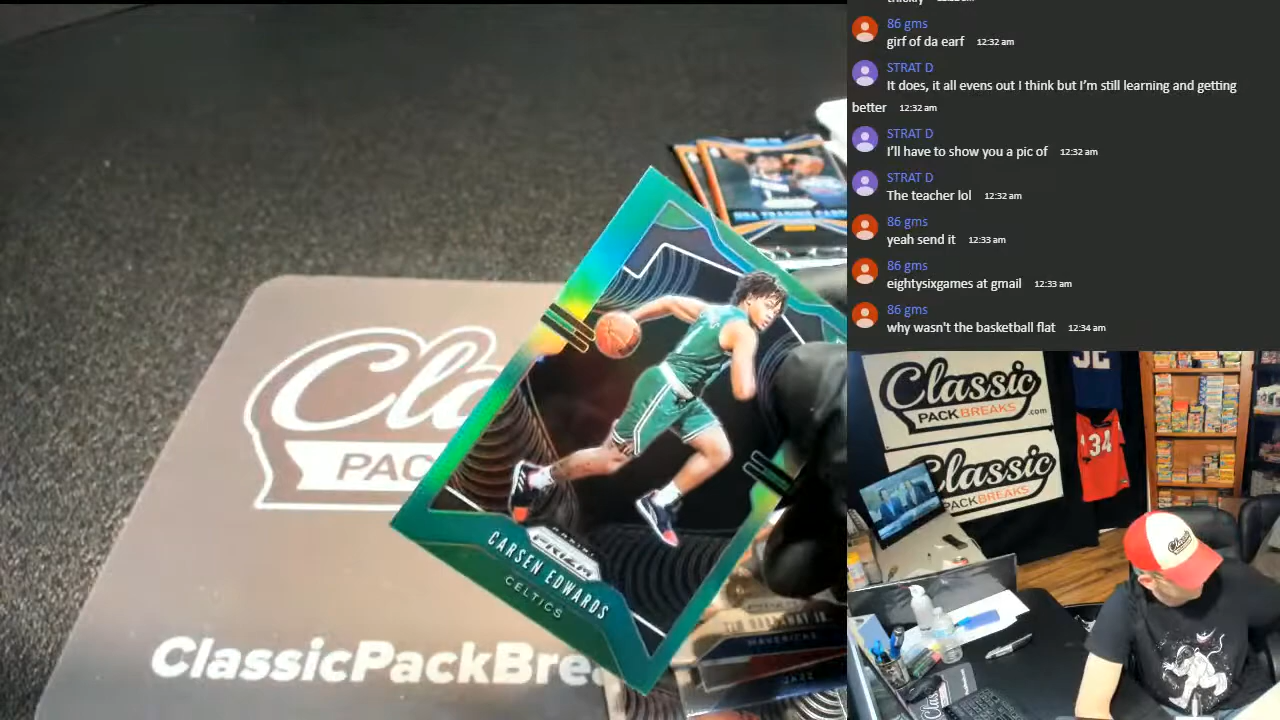 86 gms
girf of da earf 12:32 am
STRAT D
It does, it all evens out I think but I'm still learning and getting
better 12:32 am
STRAT D
I'll have to show you a pic of 12:32 am
STRAT D
The teacher lol 12:32 am
86 gms
yeah send it 12:33 am
86 gms
eightysixgames at gmail 12:33 am
86 gms
why wasn't the basketball flat 12:34 am
Cla
PAC
ClassicPackBre
PANINI
PRIZM
CARSEN EDWARDS
CELTICS
MAVERICKS
JAZZ
Classic
PACKBREAKS.com
Classic
PACKBREAKS
34
Classic